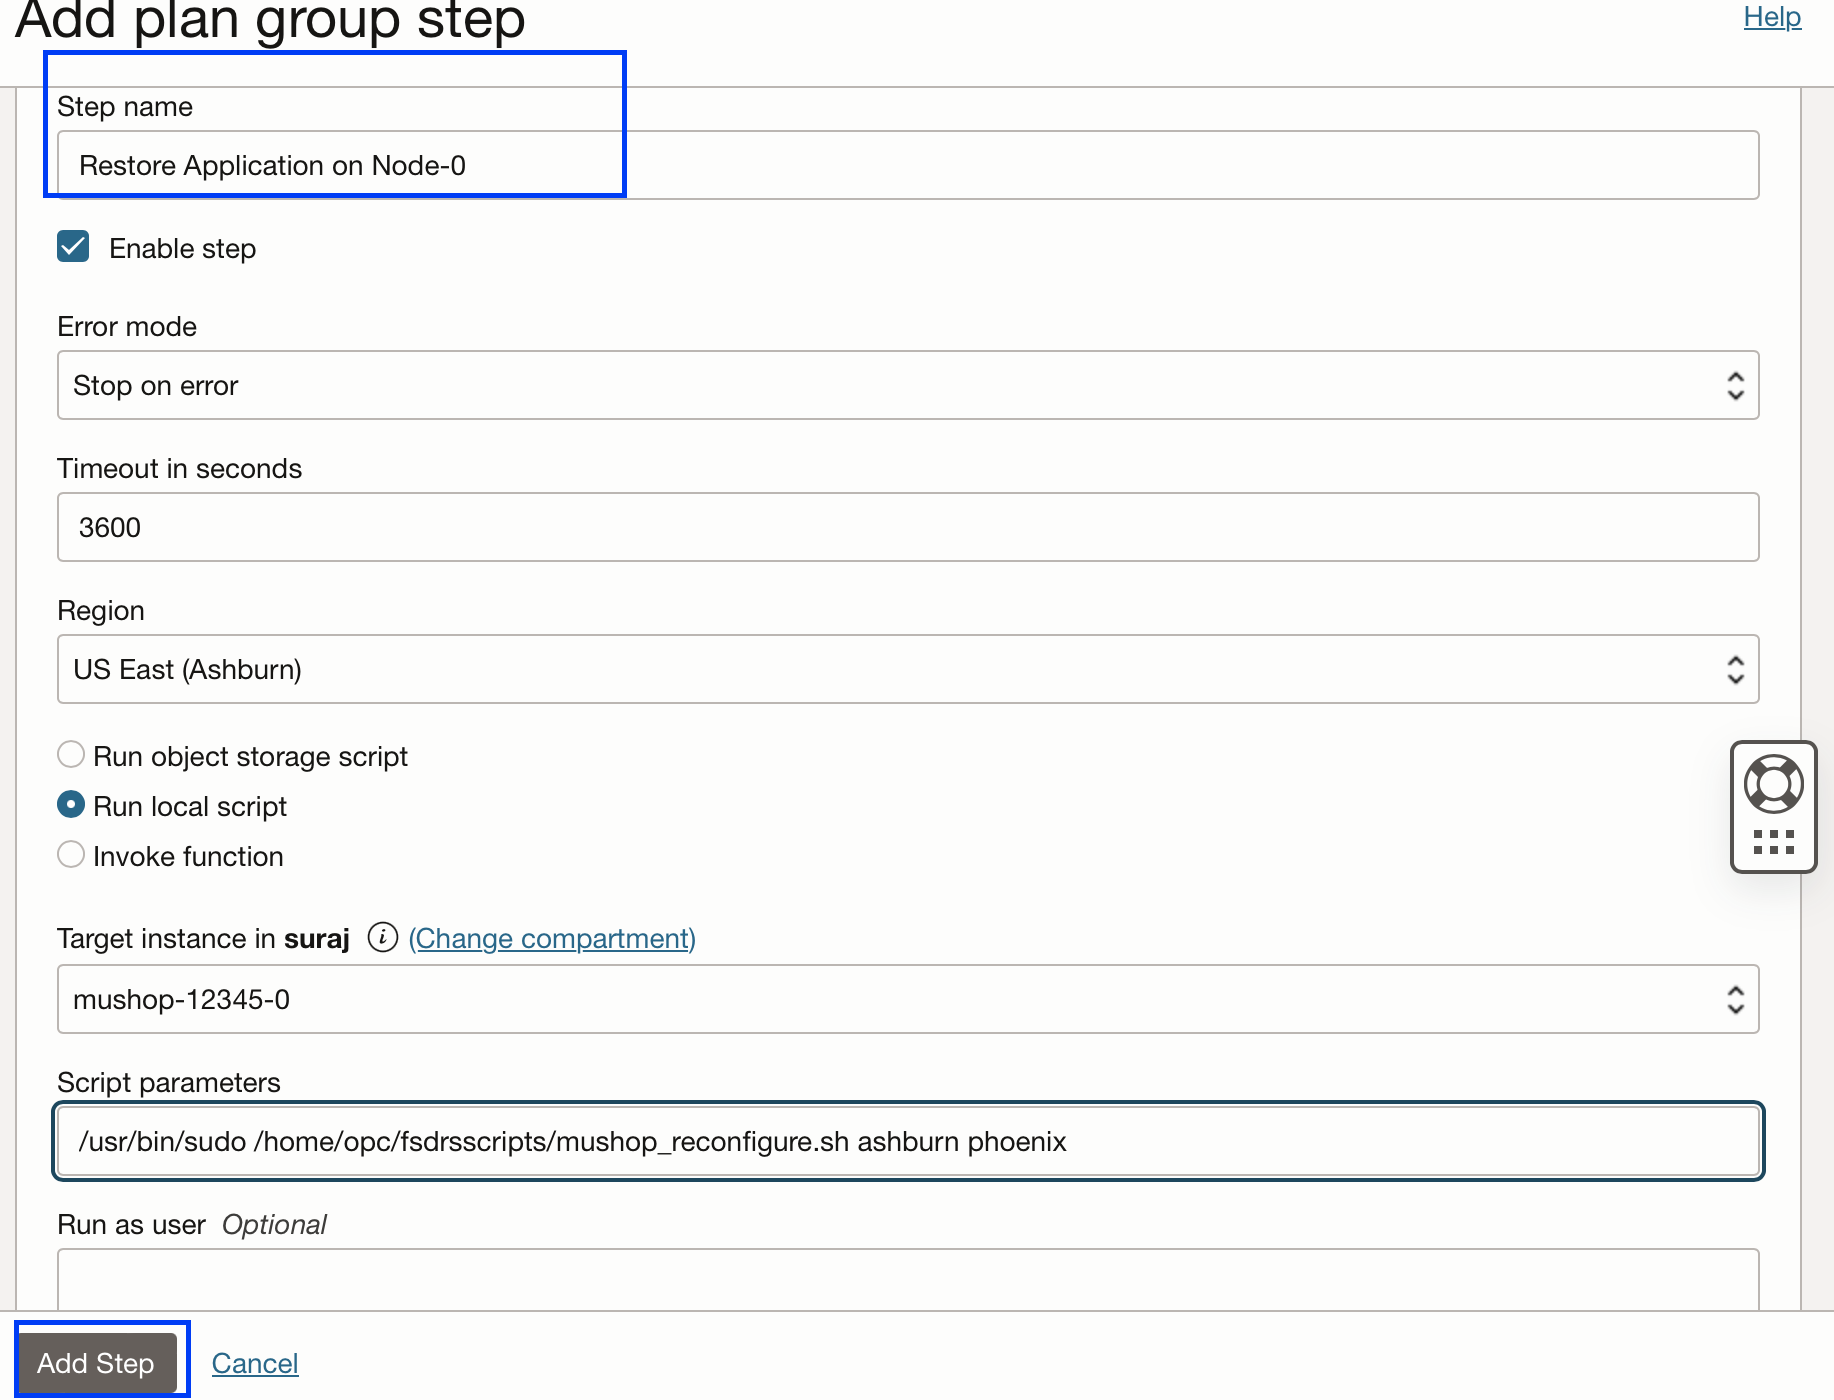 Add plan group step
Help
Step name
Restore Application on Node-0
Enable step
Error mode
Stop on error
Timeout in seconds
3600
Region
US East (Ashburn)
Run object storage script
Run local script
Invoke function
Target instance in suraj i (Change compartment)
mushop-12345-0
Script parameters
/usr/bin/sudo /home/opc/fsdrsscripts/mushop_reconfigure.sh ashburn phoenix
Run as user Optional
Add Step
Cancel